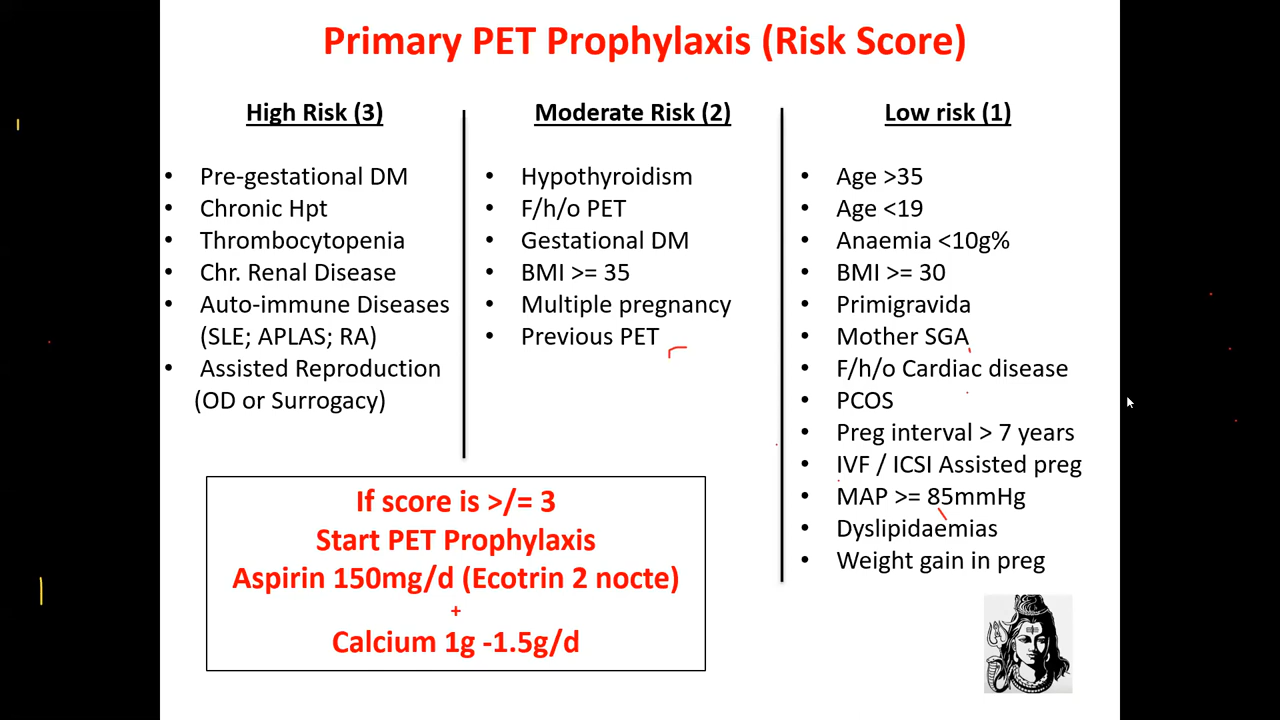 Primary PET Prophylaxis (Risk Score)
High Risk (3)
• Pre-gestational DM
• Chronic Hpt
• Thrombocytopenia
• Chr. Renal Disease
• Auto-immune Diseases
(SLE; APLAS; RA)
• Assisted Reproduction
(OD or Surrogacy)
Moderate Risk (2)
• Hypothyroidism
• F/h/o PET
• Gestational DM
• BMI >= 35
• Multiple pregnancy
• Previous PET
Low risk (1)
• Age >35
• Age <19
• Anaemia <10g%
• BMI >= 30
• Primigravida
• Mother SGA
• F/h/o Cardiac disease
• PCOS
• Preg interval > 7 years
• IVF / ICSI Assisted preg
• MAP >= 85mmHg
• Dyslipidaemias
• Weight gain in preg
If score is >/= 3
Start PET Prophylaxis
Aspirin 150mg/d (Ecotrin 2 nocte)
+
Calcium 1g -1.5g/d